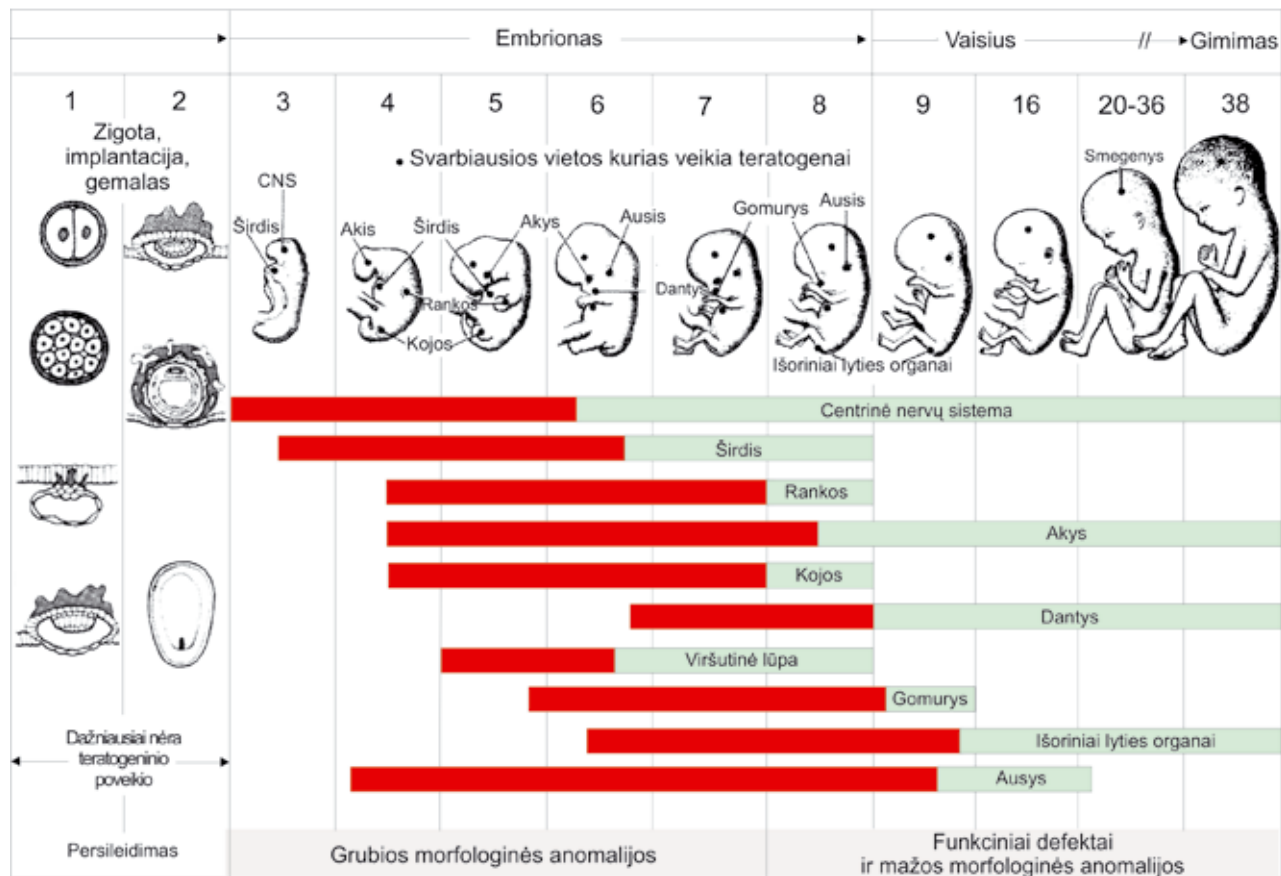 Embrionas
Vaisius // Gimimas
1 2 3 4 5 6 7 8 9 16 20-36 38
Zigota,
implantacija,
gemalas
• Svarbiausios vietos kurias veikia teratogenai
CNS
Širdis
Akis
Širdis
Rankos
Kojos
Akys
Ausis
Dantys
Gomurys
Ausis
Išoriniai lyties organai
Smegenys
Centrinė nervų sistema
Širdis
Rankos
Akys
Kojos
Dantys
Viršutinė lūpa
Gomurys
Išoriniai lyties organai
Ausys
Dažniausiai nėra
teratogeninio
poveikio
Persileidimas
Grubios morfologinės anomalijos
Funkciniai defektai
ir mažos morfologinės anomalijos